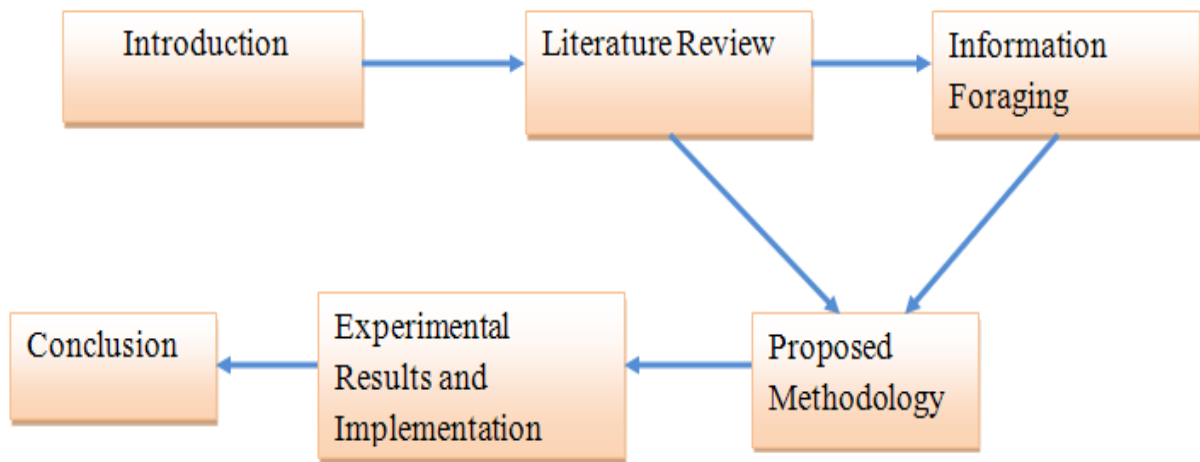 Introduction
Literature Review
Information
Foraging
Proposed
Methodology
Experimental
Results and
Implementation
Conclusion